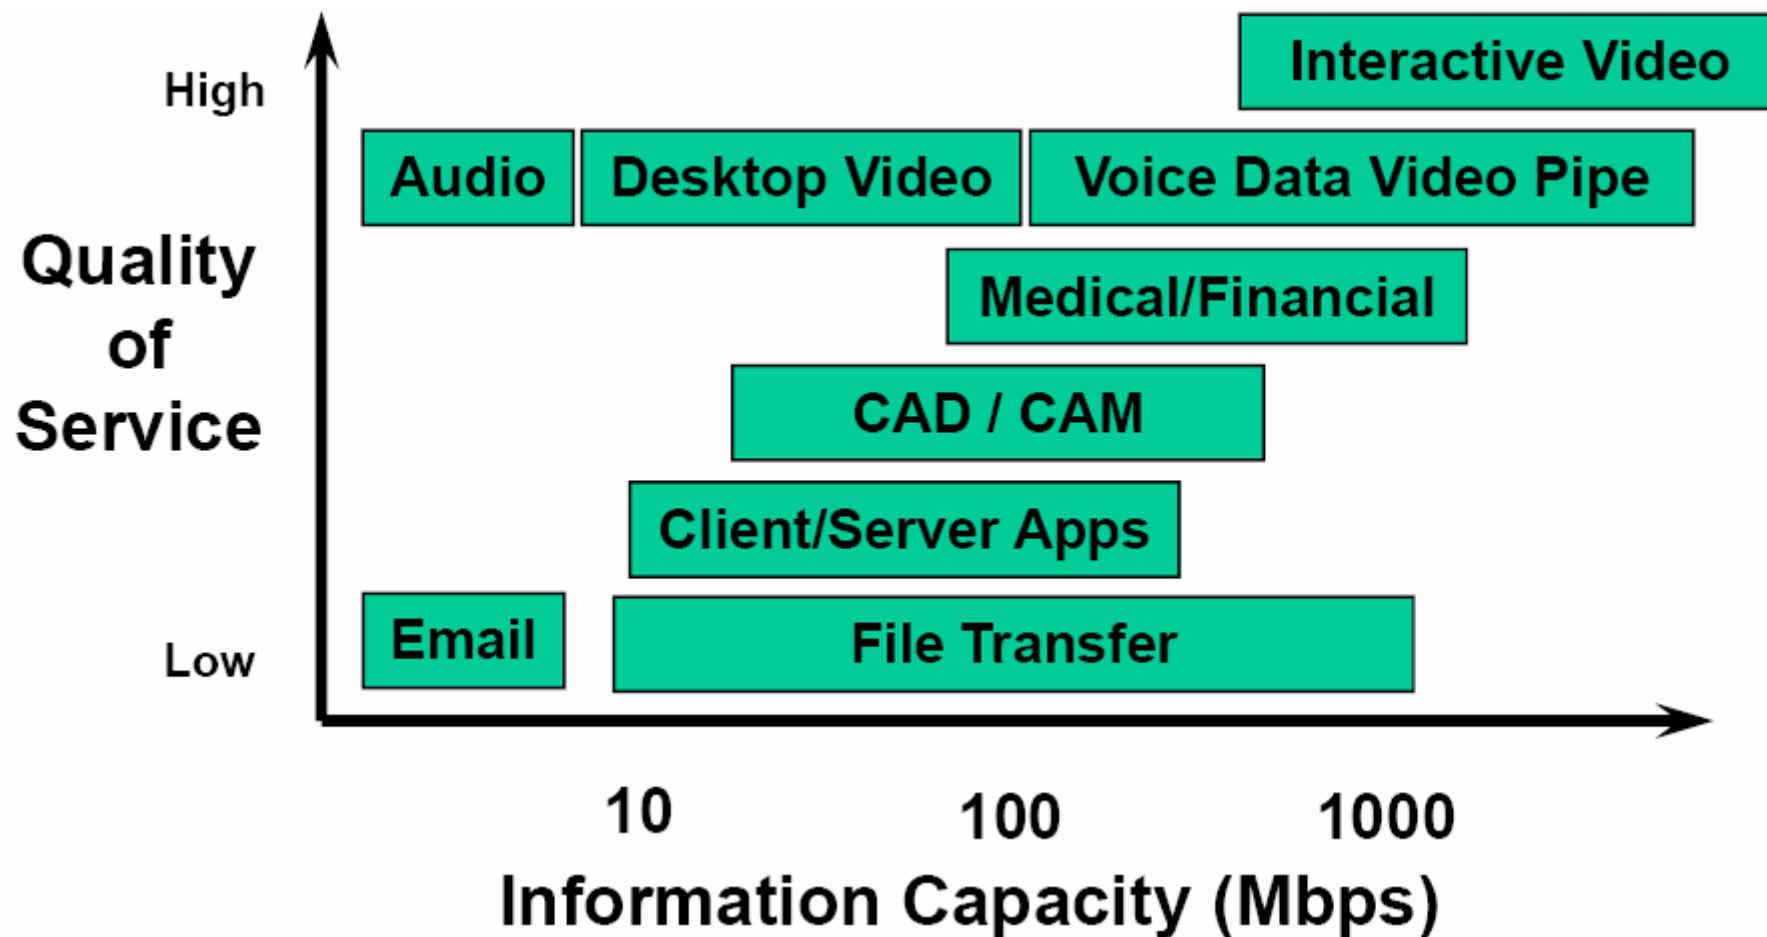 High
Interactive Video
Audio
Desktop Video
Voice Data Video Pipe
Quality
of
Service
Medical/Financial
CAD / CAM
Client/Server Apps
Low
Email
File Transfer
10
100
1000
Information Capacity (Mbps)